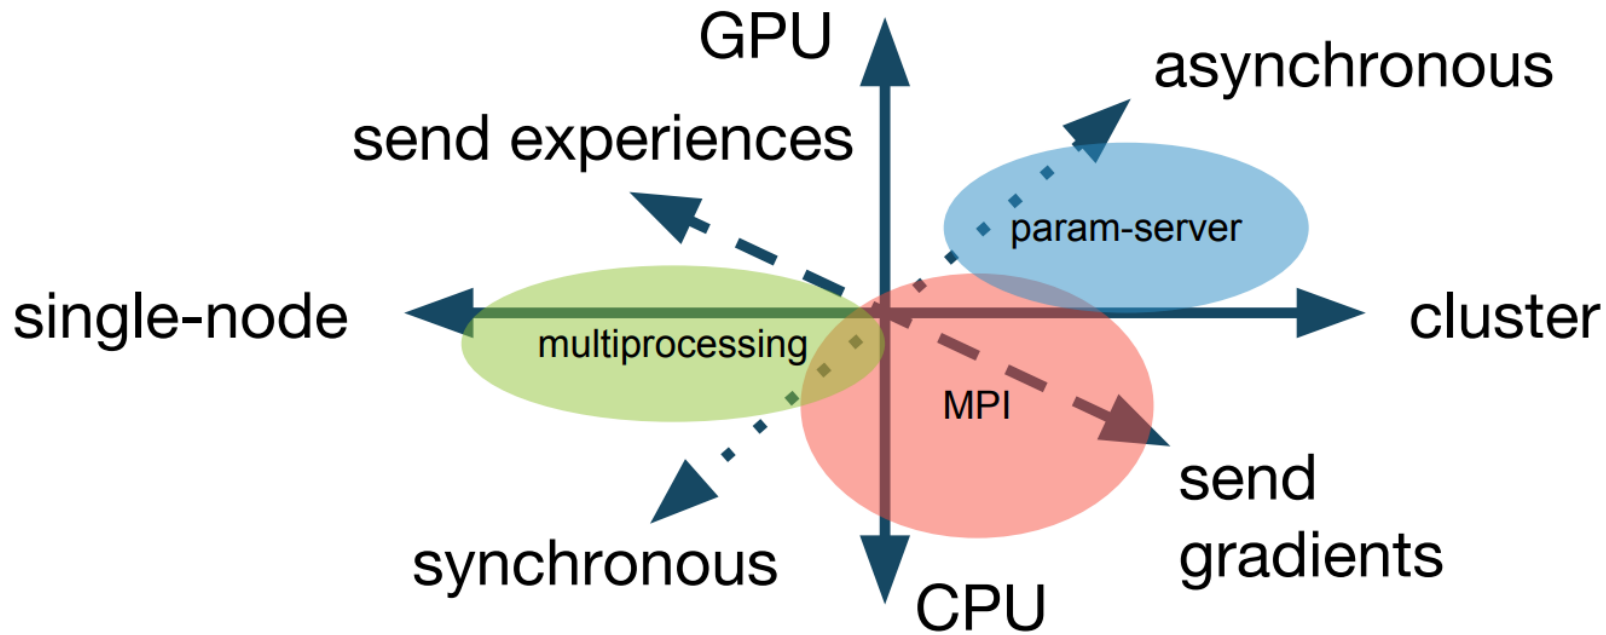 GPU
asynchronous
send experiences
param-server
single-node
cluster
multiprocessing
MPI
send
gradients
synchronous
CPU